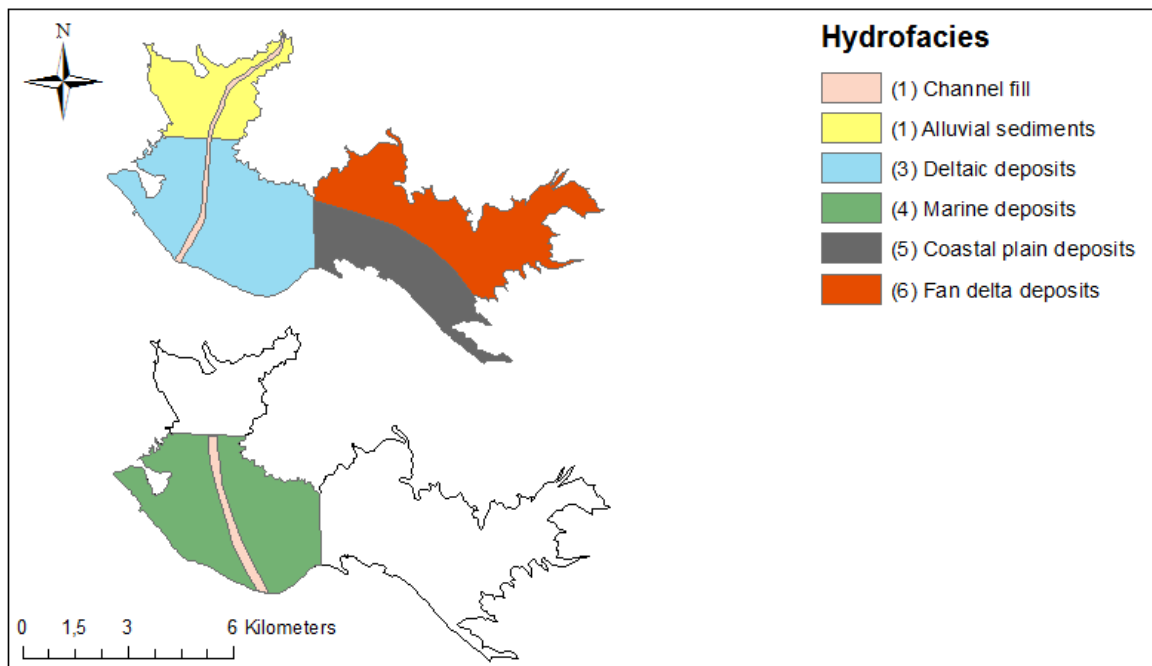 N
Hydrofacies
(1) Channel fill
(1) Alluvial sediments
(3) Deltaic deposits
(4) Marine deposits
(5) Coastal plain deposits
(6) Fan delta deposits
0 1,5 3 6 Kilometers